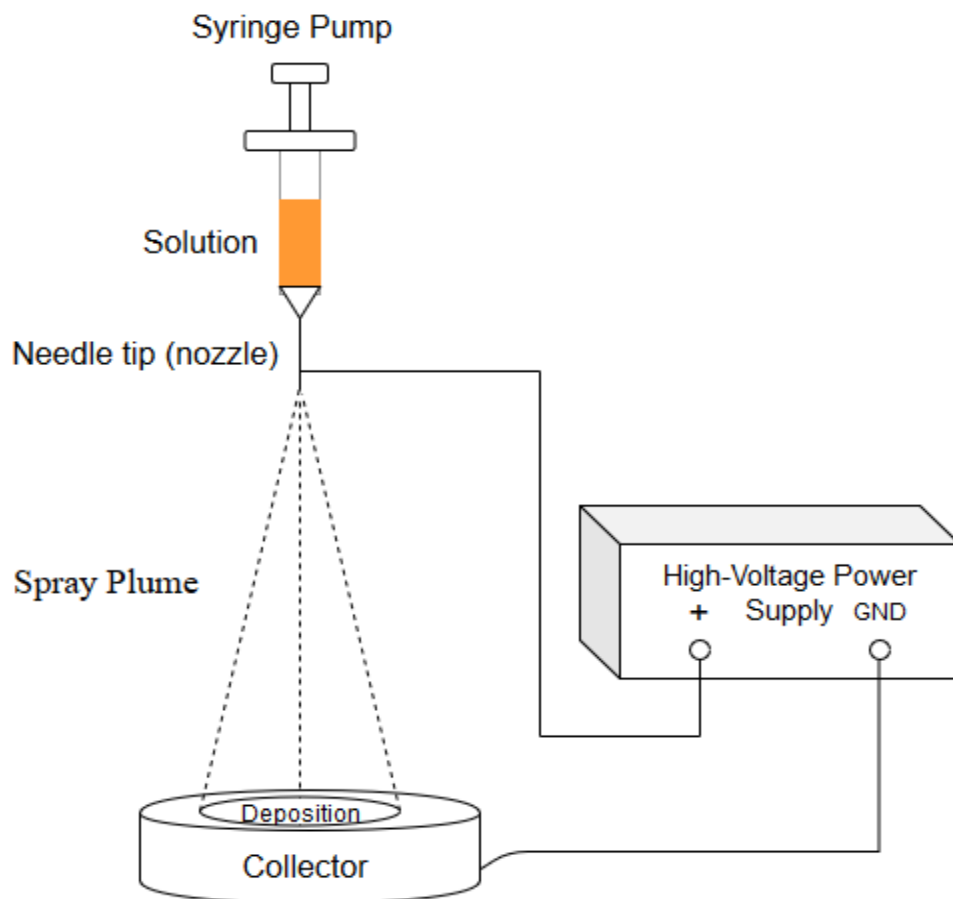 Syringe Pump
Solution
Needle tip (nozzle)
Spray Plume
High-Voltage Power
+ Supply GND
Deposition
Collector